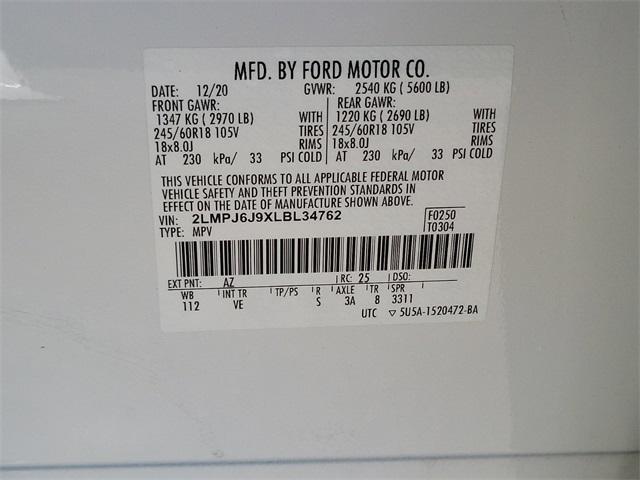 MFD. BY FORD MOTOR CO.
DATE: 12/20 GVWR: 2540 KG ( 5600 LB)
FRONT GAWR: REAR GAWR:
1347 KG ( 2970 LB) WITH 1220 KG ( 2690 LB) WITH
245/60R18 105V TIRES 245/60R18 105V TIRES
18x8.0J RIMS 18x8.0J RIMS
AT 230 kPa/ 33 PSI COLD AT 230 kPa/ 33 PSI COLD
THIS VEHICLE CONFORMS TO ALL APPLICABLE FEDERAL MOTOR
VEHICLE SAFETY AND THEFT PREVENTION STANDARDS IN
EFFECT ON THE DATE OF MANUFACTURE SHOWN ABOVE.
VIN: 2LMPJ6J9XLBL34762 F0250
TYPE: MPV T0304
EXT PNT: AZ RC: 25 DSO:
WB INT TR TP/PS R AXLE TR SPR
112 VE S 3A 8 3311
UTC ▽ 5U5A-1520472-BA